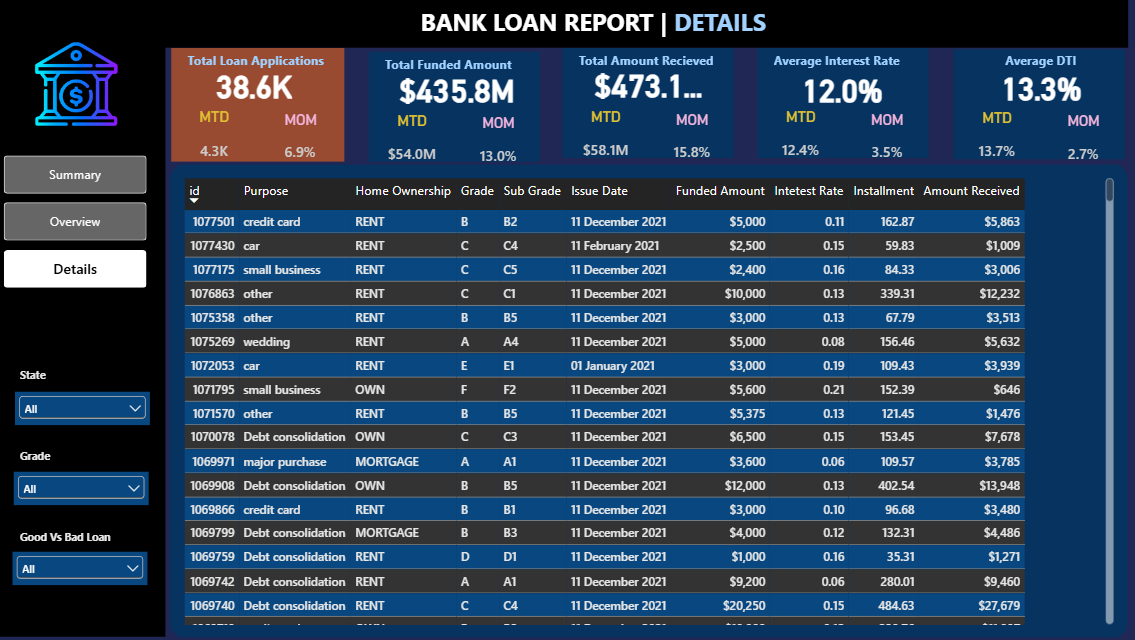 BANK LOAN REPORT | DETAILS
Total Loan Applications
38.6K
MTD MOM
4.3K 6.9%
Total Funded Amount
$435.8M
MTD MOM
$54.0M 13.0%
Total Amount Recieved
$473.1...
MTD MOM
$58.1M 15.8%
Average Interest Rate
12.0%
MTD MOM
12.4% 3.5%
Average DTI
13.3%
MTD MOM
13.7% 2.7%
Summary
Overview
Details
State
All
Grade
All
Good Vs Bad Loan
All
id Purpose Home Ownership Grade Sub Grade Issue Date Funded Amount Intetest Rate Installment Amount Received
1077501 credit card RENT B B2 11 December 2021 $5,000 0.11 162.87 $5,863
1077430 car RENT C C4 11 February 2021 $2,500 0.15 59.83 $1,009
1077175 small business RENT C C5 11 December 2021 $2,400 0.16 84.33 $3,006
1076863 other RENT C C1 11 December 2021 $10,000 0.13 339.31 $12,232
1075358 other RENT B B5 11 December 2021 $3,000 0.13 67.79 $3,513
1075269 wedding RENT A A4 11 December 2021 $5,000 0.08 156.46 $5,632
1072053 car RENT E E1 01 January 2021 $3,000 0.19 109.43 $3,939
1071795 small business OWN F F2 11 December 2021 $5,600 0.21 152.39 $646
1071570 other RENT B B5 11 December 2021 $5,375 0.13 121.45 $1,476
1070078 Debt consolidation OWN C C3 11 December 2021 $6,500 0.15 153.45 $7,678
1069971 major purchase MORTGAGE A A1 11 December 2021 $3,600 0.06 109.57 $3,785
1069908 Debt consolidation OWN B B5 11 December 2021 $12,000 0.13 402.54 $13,948
1069866 credit card RENT B B1 11 December 2021 $3,000 0.10 96.68 $3,480
1069799 Debt consolidation MORTGAGE B B3 11 December 2021 $4,000 0.12 132.31 $4,486
1069759 Debt consolidation RENT D D1 11 December 2021 $1,000 0.16 35.31 $1,271
1069742 Debt consolidation RENT A A1 11 December 2021 $9,200 0.06 280.01 $9,460
1069740 Debt consolidation RENT C C4 11 December 2021 $20,250 0.15 484.63 $27,679